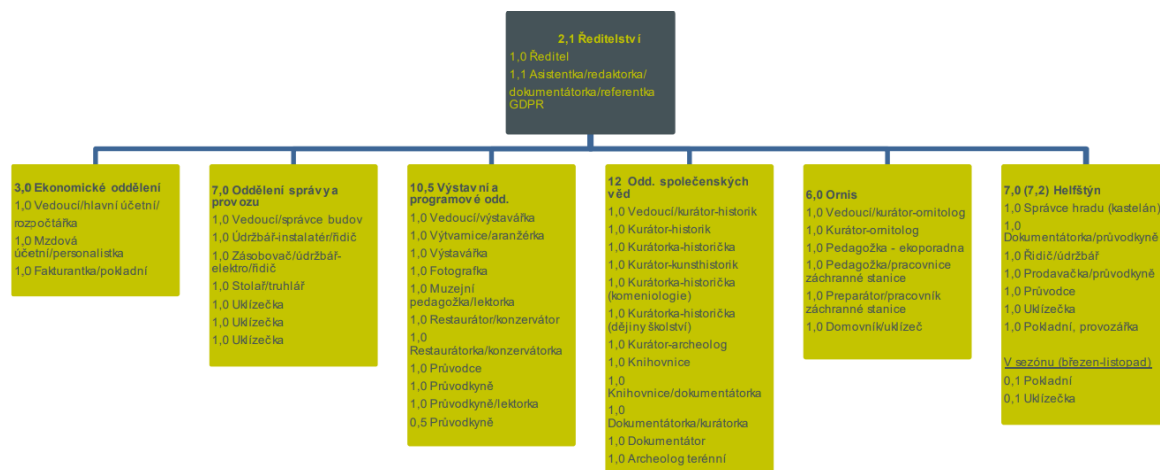 2,1 Ředitelství
1,0 Ředitel
1,1 Asistentka/redaktorka/
dokumentátorka/referentka
GDPR
3,0 Ekonomické oddělení
1,0 Vedoucí/hlavní účetní/
rozpočtářka
1,0 Mzdová
účetní/personalistka
1,0 Fakturantka/pokladní
7,0 Oddělení správy a
provozu
1,0 Vedoucí/správce budov
1,0 Údržbář-instalatér/řidič
1,0 Zásobovač/údržbář-
elektro/řidič
1,0 Stolař/truhlář
1,0 Uklízečka
1,0 Uklízečka
1,0 Uklízečka
10,5 Výstavní a
programové odd.
1,0 Vedoucí/výstavářka
1,0 Výtvarnice/aranžérka
1,0 Výstavářka
1,0 Fotografka
1,0 Muzejní
pedagožka/lektorka
1,0 Restaurátor/konzervátor
1,0
Restaurátorka/konzervátorka
1,0 Průvodce
1,0 Průvodkyně
1,0 Průvodkyně/lektorka
0,5 Průvodkyně
12 Odd. společenských
věd
1,0 Vedoucí/kurátor-historik
1,0 Kurátor-historik
1,0 Kurátorka-historička
1,0 Kurátor-kunsthistorik
1,0 Kurátorka-historička
(komeniologie)
1,0 Kurátorka-historička
(dějiny školství)
1,0 Kurátor-archeolog
1,0 Knihovnice
1,0
Knihovnice/dokumentátorka
1,0
Dokumentátorka/kurátorka
1,0 Dokumentátor
1,0 Archeolog terénní
6,0 Ornis
1,0 Vedoucí/kurátor-ornitolog
1,0 Kurátor-ornitolog
1,0 Pedagožka - ekoporadna
1,0 Pedagožka/pracovnice
záchranné stanice
1,0 Preparátor/pracovník
záchranné stanice
1,0 Domovník/uklízeč
7,0 (7,2) Helfštýn
1,0 Správce hradu (kastelán)
1,0
Dokumentátorka/průvodkyně
1,0 Řidič/údržbář
1,0 Prodavačka/průvodkyně
1,0 Průvodce
1,0 Uklízečka
1,0 Pokladní, provozářka
V sezónu (březen-listopad)
0,1 Pokladní
0,1 Uklízečka